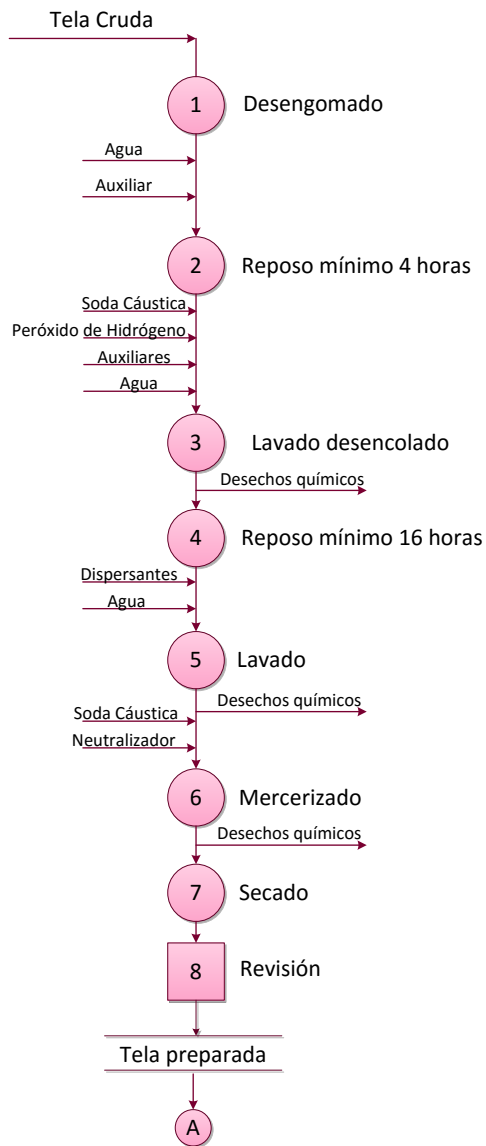 Tela Cruda
1 Desengomado
Agua
Auxiliar
2 Reposo mínimo 4 horas
Soda Cáustica
Peróxido de Hidrógeno
Auxiliares
Agua
3 Lavado desencolado
Desechos químicos
4 Reposo mínimo 16 horas
Dispersantes
Agua
5 Lavado
Desechos químicos
Soda Cáustica
Neutralizador
6 Mercerizado
Desechos químicos
7 Secado
8 Revisión
Tela preparada
A